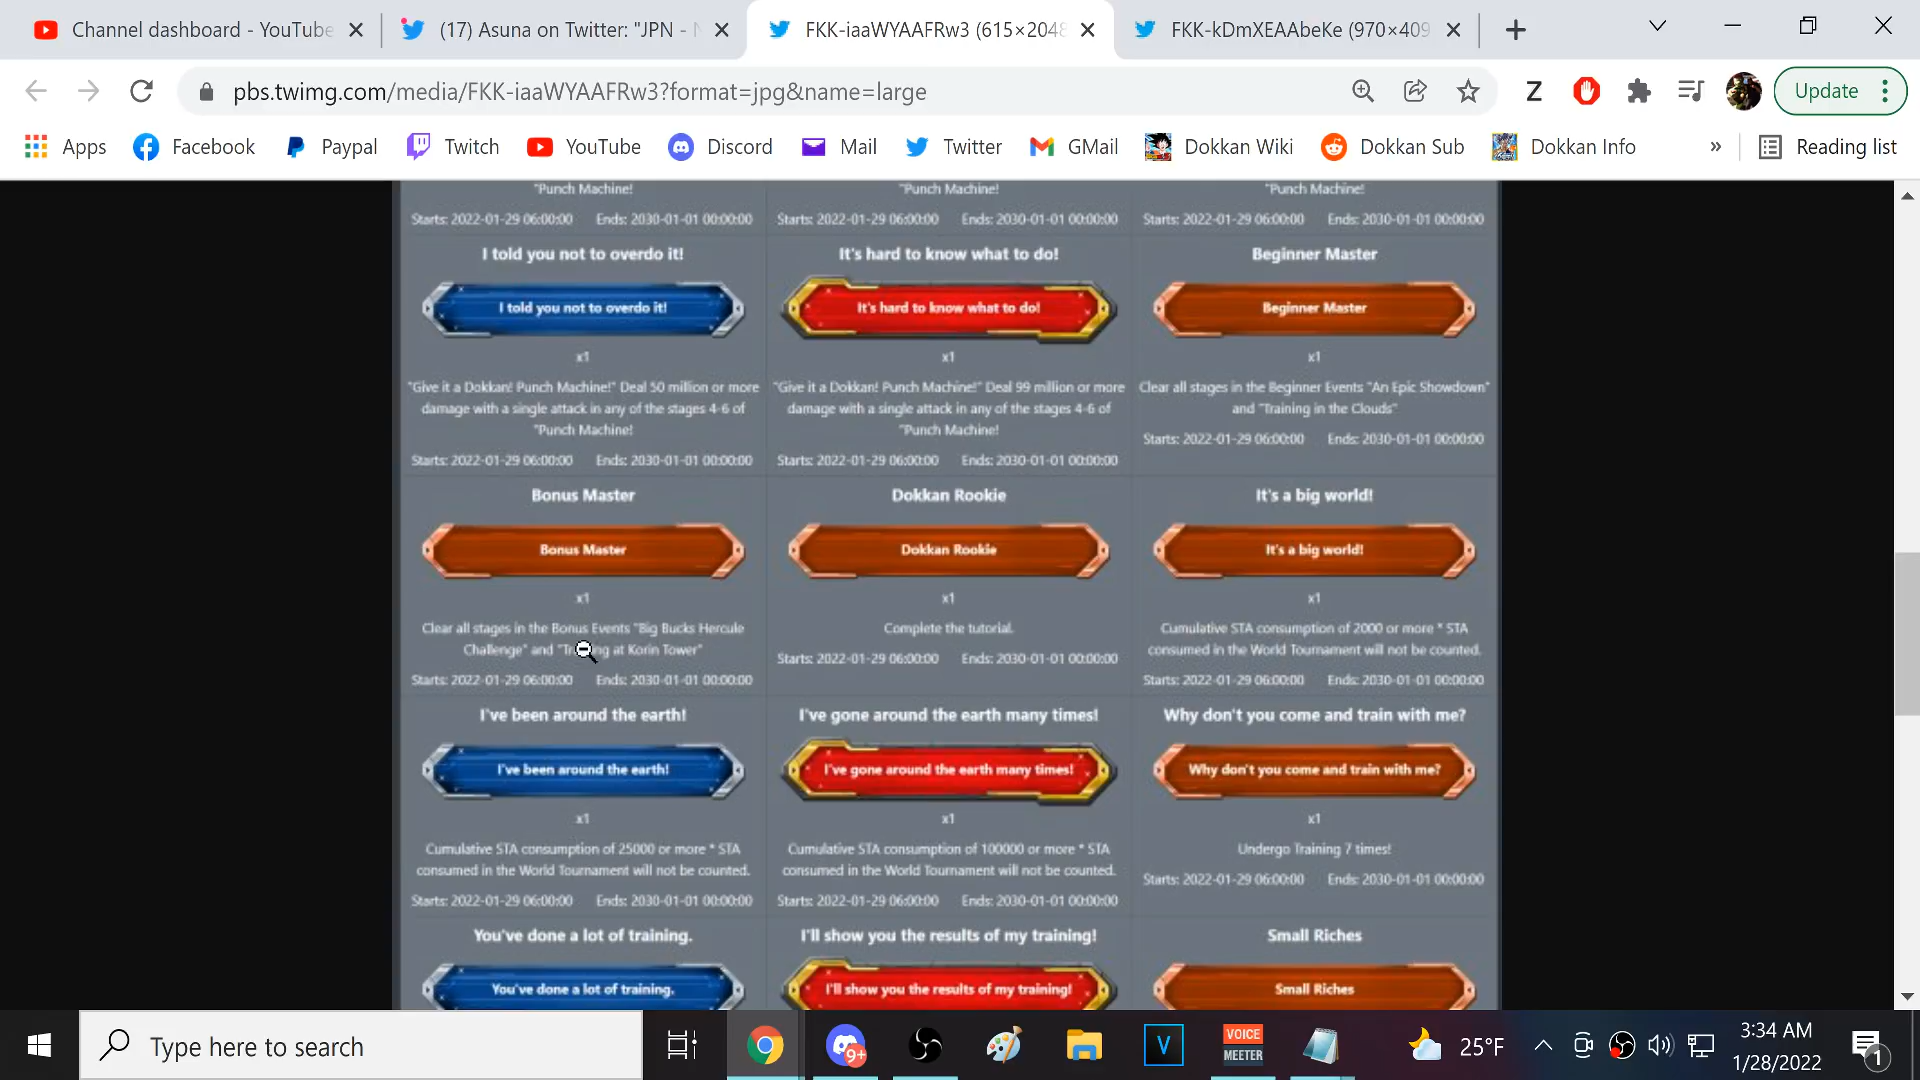 Channel dashboard - YouTube
(17) Asuna on Twitter: "JPN - N
FKK-iaaWYAAFRw3 (615×2048
FKK-kDmXEAAbeKe (970×409
pbs.twimg.com/media/FKK-iaaWYAAFRw3?format=jpg&name=large
Z
Update
Apps
Facebook
Paypal
Twitch
YouTube
Discord
Mail
Twitter
GMail
Dokkan Wiki
Dokkan Sub
Dokkan Info
»
Reading list
"Punch Machine!
"Punch Machine!
"Punch Machine!
Starts: 2022-01-29 06:00:00 Ends: 2030-01-01 00:00:00
Starts: 2022-01-29 06:00:00 Ends: 2030-01-01 00:00:00
Starts: 2022-01-29 06:00:00 Ends: 2030-01-01 00:00:00
I told you not to overdo it!
I told you not to overdo it!
x1
"Give it a Dokkan! Punch Machine!" Deal 50 million or more
damage with a single attack in any of the stages 4-6 of
"Punch Machine!
Starts: 2022-01-29 06:00:00 Ends: 2030-01-01 00:00:00
It's hard to know what to do!
It's hard to know what to do!
x1
"Give it a Dokkan! Punch Machine!" Deal 99 million or more
damage with a single attack in any of the stages 4-6 of
"Punch Machine!
Starts: 2022-01-29 06:00:00 Ends: 2030-01-01 00:00:00
Beginner Master
Beginner Master
x1
Clear all stages in the Beginner Events "An Epic Showdown"
and "Training in the Clouds"
Starts: 2022-01-29 06:00:00 Ends: 2030-01-01 00:00:00
Bonus Master
Bonus Master
x1
Clear all stages in the Bonus Events "Big Bucks Hercule
Challenge" and "Training at Korin Tower"
Starts: 2022-01-29 06:00:00 Ends: 2030-01-01 00:00:00
Dokkan Rookie
Dokkan Rookie
x1
Complete the tutorial.
Starts: 2022-01-29 06:00:00 Ends: 2030-01-01 00:00:00
It's a big world!
It's a big world!
x1
Cumulative STA consumption of 2000 or more * STA
consumed in the World Tournament will not be counted.
Starts: 2022-01-29 06:00:00 Ends: 2030-01-01 00:00:00
I've been around the earth!
I've been around the earth!
x1
Cumulative STA consumption of 25000 or more * STA
consumed in the World Tournament will not be counted.
Starts: 2022-01-29 06:00:00 Ends: 2030-01-01 00:00:00
I've gone around the earth many times!
I've gone around the earth many times!
x1
Cumulative STA consumption of 100000 or more * STA
consumed in the World Tournament will not be counted.
Starts: 2022-01-29 06:00:00 Ends: 2030-01-01 00:00:00
Why don't you come and train with me?
Why don't you come and train with me?
x1
Undergo Training 7 times!
Starts: 2022-01-29 06:00:00 Ends: 2030-01-01 00:00:00
You've done a lot of training.
You've done a lot of training.
I'll show you the results of my training!
I'll show you the results of my training!
Small Riches
Small Riches
Type here to search
9+
V
VOICE
MEETER
25°F
3:34 AM
1/28/2022
1